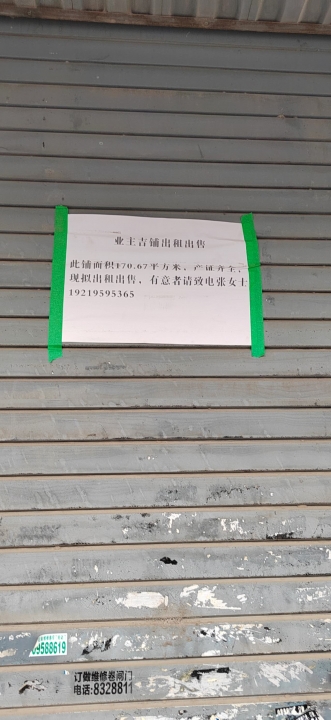 业主吉铺出租出售
此铺面积170.67平方米，产证齐全，
现拟出租出售，有意者请致电张女士
19219595365
09568619
订做维修卷闸门
电话:8328811